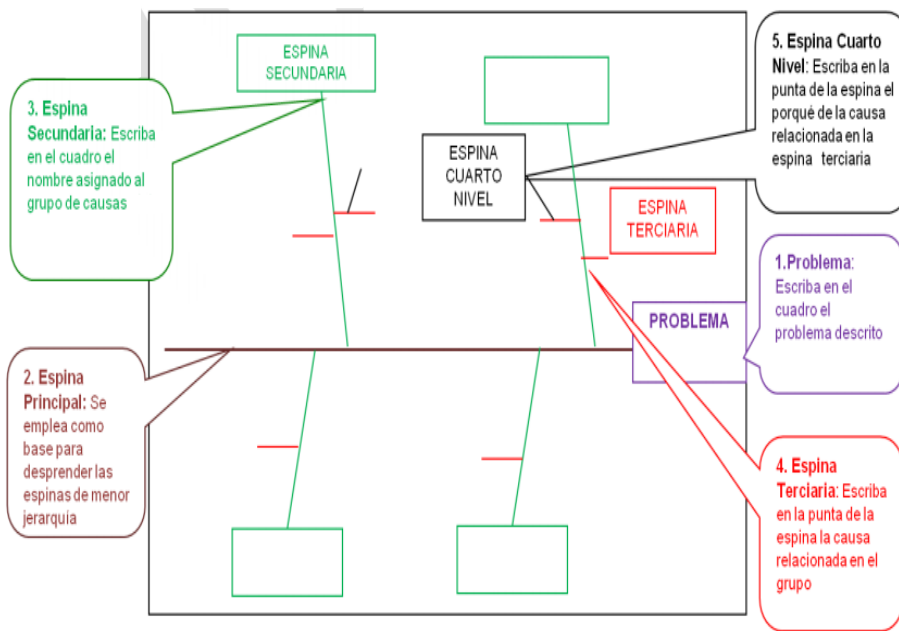 ESPINA
SECUNDARIA
5. Espina Cuarto
Nivel: Escriba en la
punta de la espina el
porqué de la causa
relacionada en la
espina terciaria
3. Espina
Secundaria: Escriba
en el cuadro el
nombre asignado al
grupo de causas
ESPINA
CUARTO
NIVEL
ESPINA
TERCIARIA
1.Problema:
Escriba en el
cuadro el
problema descrito
PROBLEMA
2. Espina
Principal: Se
emplea como
base para
desprender las
espinas de menor
jerarquía
4. Espina
Terciaria: Escriba
en la punta de la
espina la causa
relacionada en el
grupo